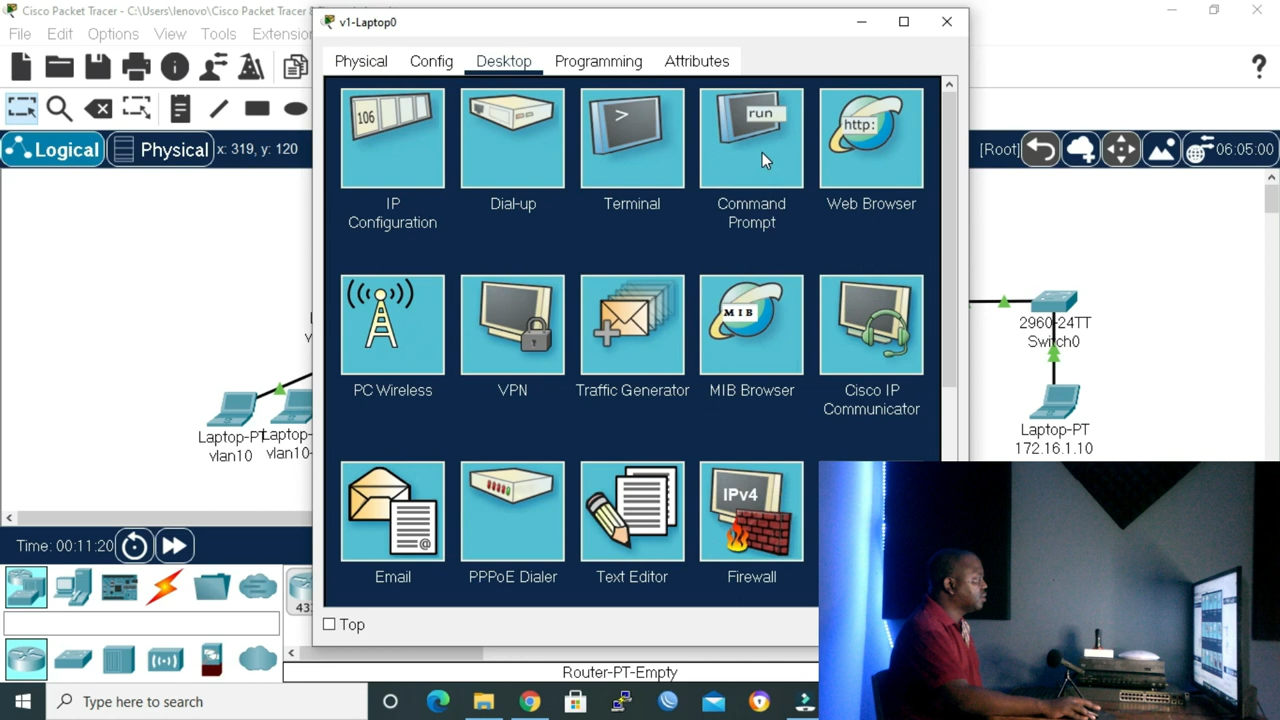 Cisco Packet Tracer - C:\Users\lenovo\Cisco Packet Tracer
v1-Laptop0
File Edit Options View Tools Extension
Physical Config Desktop Programming Attributes
?
Logical
Physical
x: 319, y: 120
[Root]
06:05:00
106
>
run
http:
IP
Configuration
Dial-up
Terminal
Command
Prompt
Web Browser
MIB
PC Wireless
VPN
Traffic Generator
MIB Browser
Cisco IP
Communicator
2960-24TT
Switch0
Laptop-PT
172.16.1.10
Laptop-PT
vlan10
Laptop-
vlan10
@
IPv4
Email
PPPoE Dialer
Text Editor
Firewall
Time: 00:11:20
43
Top
Router-PT-Empty
Type here to search